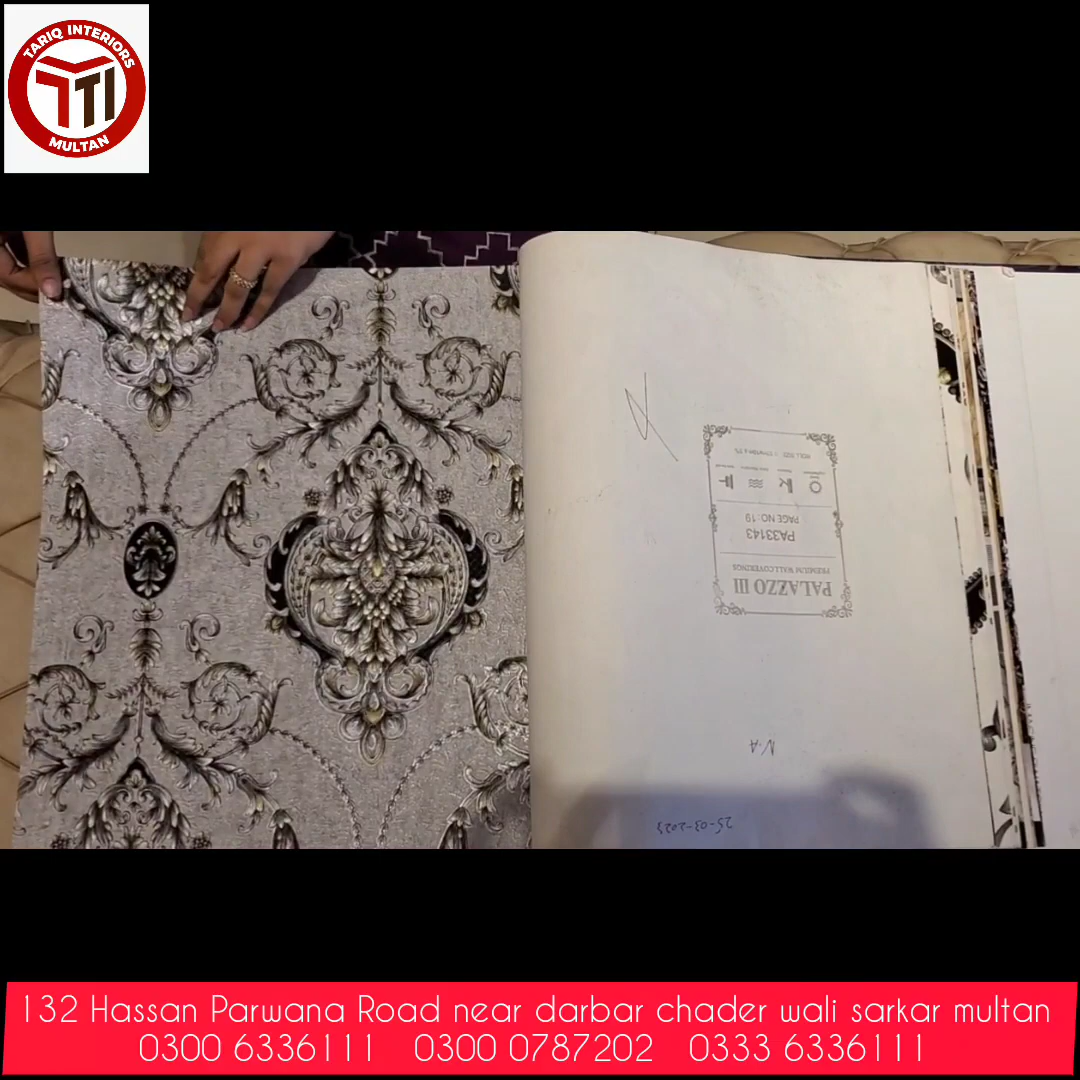 TARIQ INTERIORS
TI
MULTAN
PALAZZO III
PREMIUM WALLCOVERINGS
PA33143
PAGE NO: 19
N.A
25-03-2023
132 Hassan Parwana Road near darbar chader wali sarkar multan
0300 6336111 0300 0787202 0333 6336111